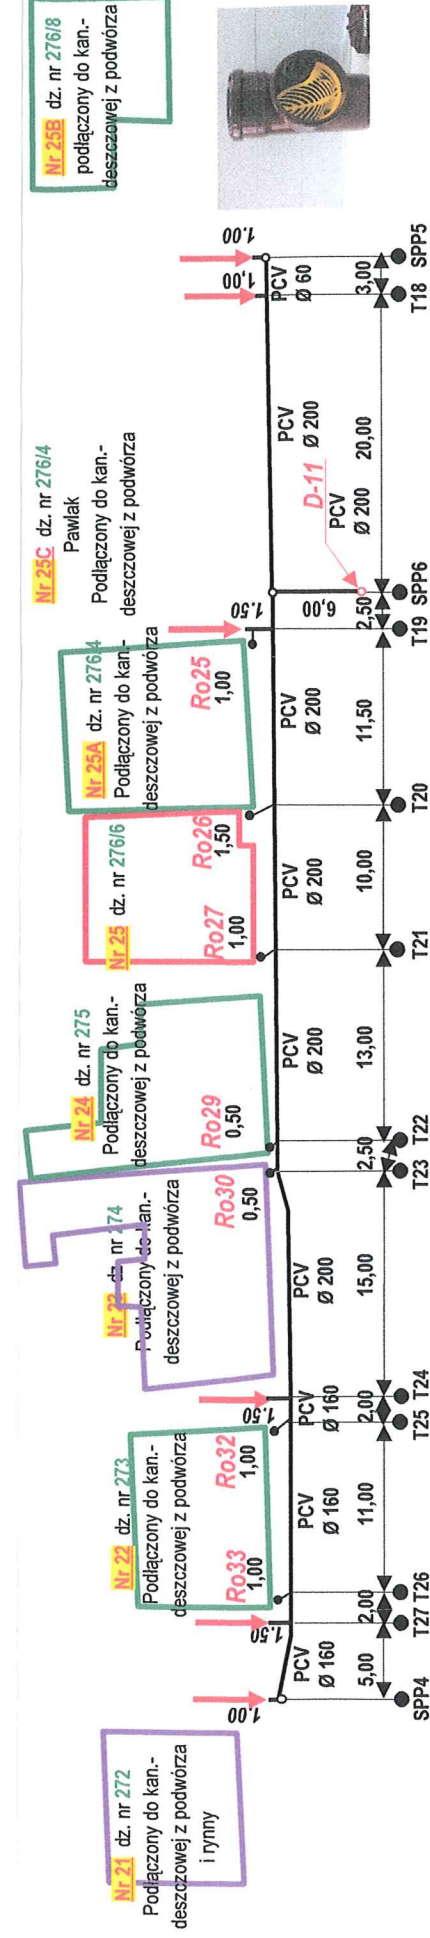 Nr 21 dz. nr 272
Podłączony do kan.-
deszczowej z podwórza
i rynny
Nr 22 dz. nr 273
Podłączony do kan.-
deszczowej z podwórza
Ro33
1,00
Ro32
1,00
Nr 22 dz. nr 274
Podłączony do kan.-
deszczowej z podwórza
Ro30
0,50
Nr 24 dz. nr 275
Podłączony do kan.-
deszczowej z podwórza
Ro29
0,50
Nr 25 dz. nr 276/6
Ro27
1,00
Ro26
1,50
Nr 25A dz. nr 276/4
Podłączony do kan.-
deszczowej z podwórza
Ro25
1,00
Nr 25C dz. nr 276/4
Pawlak
Podłączony do kan.-
deszczowej z podwórza
Nr 25B dz. nr 276/8
podłączony do kan.-
deszczowej z podwórza
1.00
1.50
1.50
1.50
6,00
1,00
1.00
PCV
Ø 160
PCV
Ø 160
PCV
Ø 160
PCV
Ø 200
PCV
Ø 200
PCV
Ø 200
PCV
Ø 200
D-11
PCV
Ø 200
PCV
Ø 200
PCV
Ø 60
5,00
2,00
11,00
2,00
15,00
2,50
13,00
10,00
11,50
2,50
20,00
3,00
SPP4
T27
T26
T25
T24
T23
T22
T21
T20
T19
SPP6
T18
SPP5